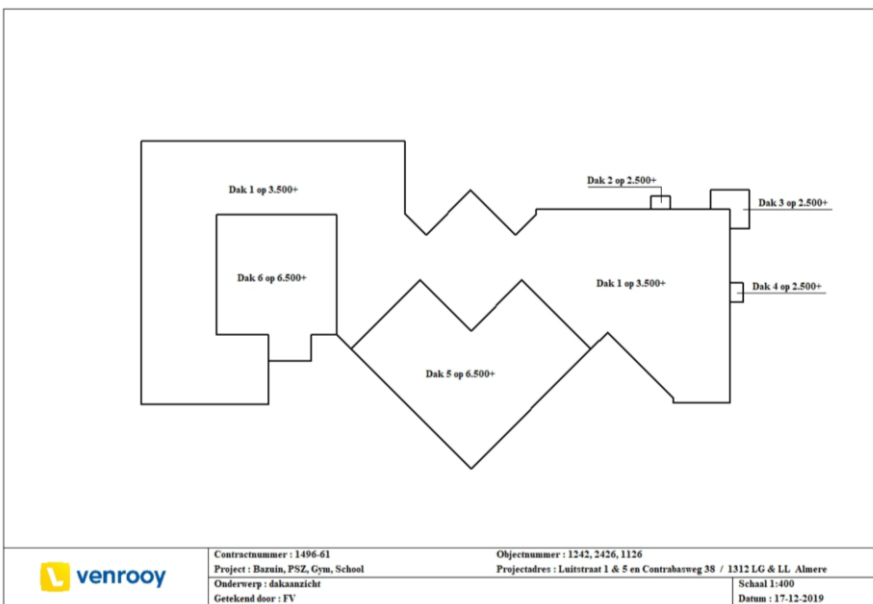 Dak 2 op 2.500+
Dak 1 op 3.500+
Dak 3 op 2.500+
Dak 6 op 6.500+
Dak 1 op 3.500+
Dak 4 op 2.500+
Dak 5 op 6.500+
venrooy
Contractnummer : 1496-61
Objectnummer : 1242, 2426, 1126
Project : Bazuin, PSZ, Gym, School
Projectadres : Luitstraat 1 & 5 en Contrabasweg 38 / 1312 LG & LL Almere
Onderwerp : dakaanzicht
Schaal 1:400
Getekend door : FV
Datum : 17-12-2019